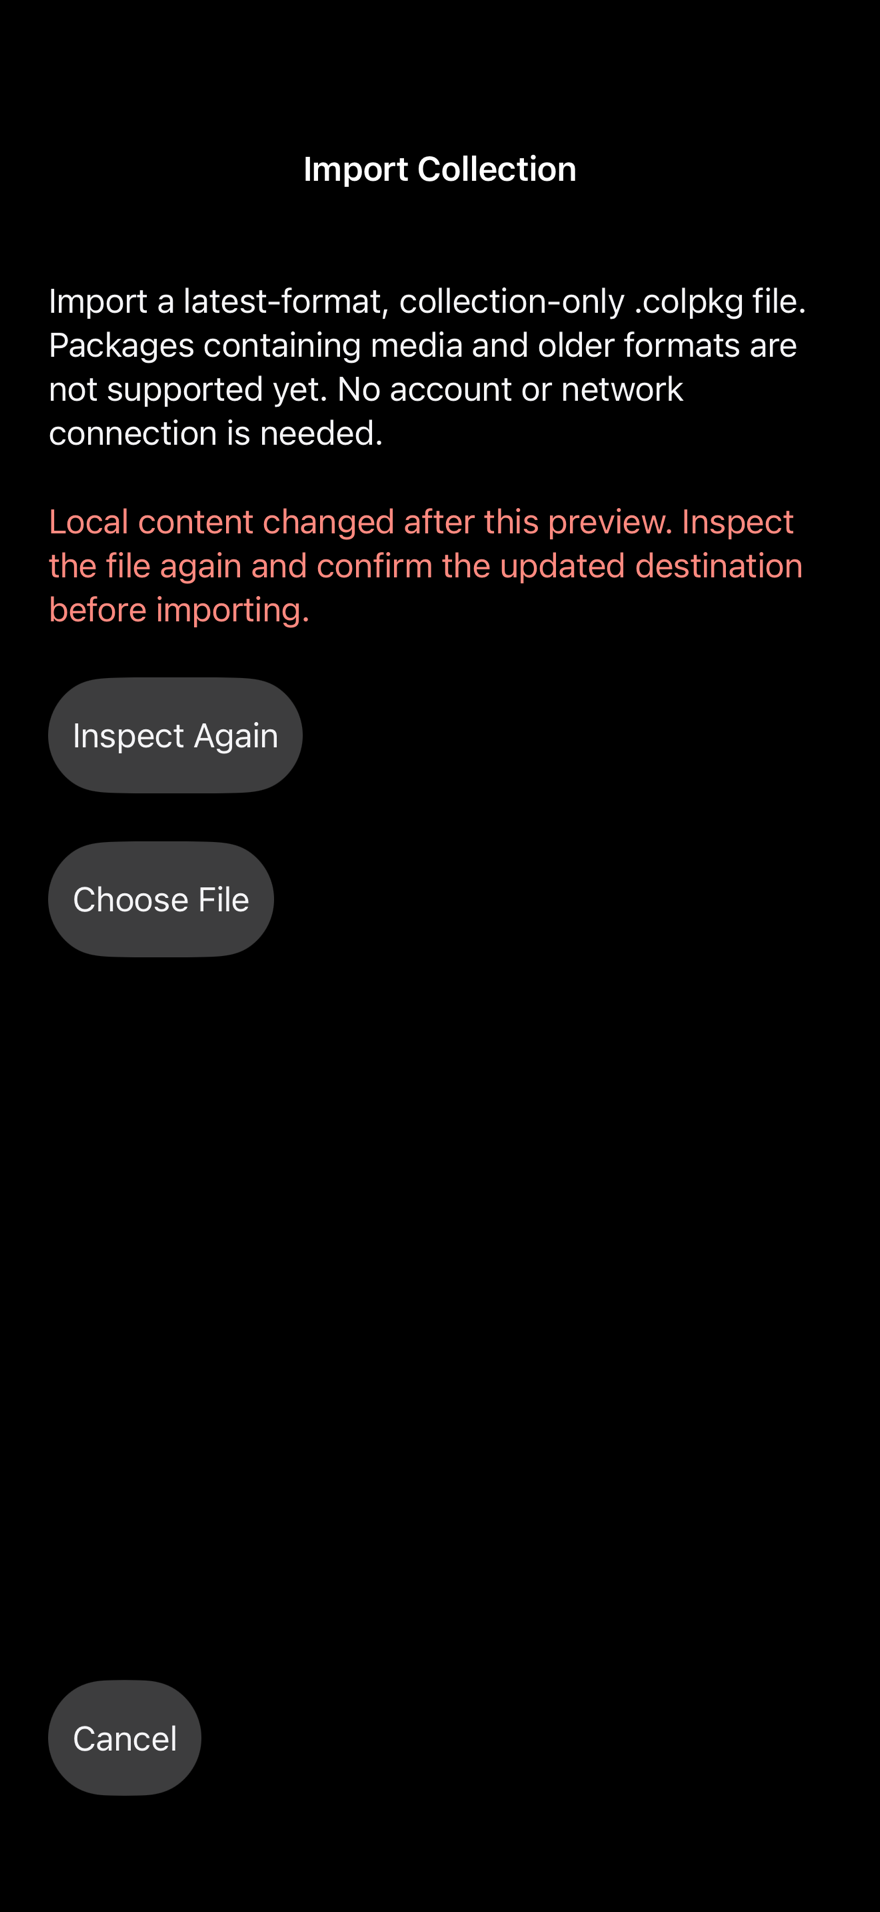 Import Collection
Import a latest-format, collection-only .colpkg file.
Packages containing media and older formats are
not supported yet. No account or network
connection is needed.
Local content changed after this preview. Inspect
the file again and confirm the updated destination
before importing.
Inspect Again
Choose File
Cancel